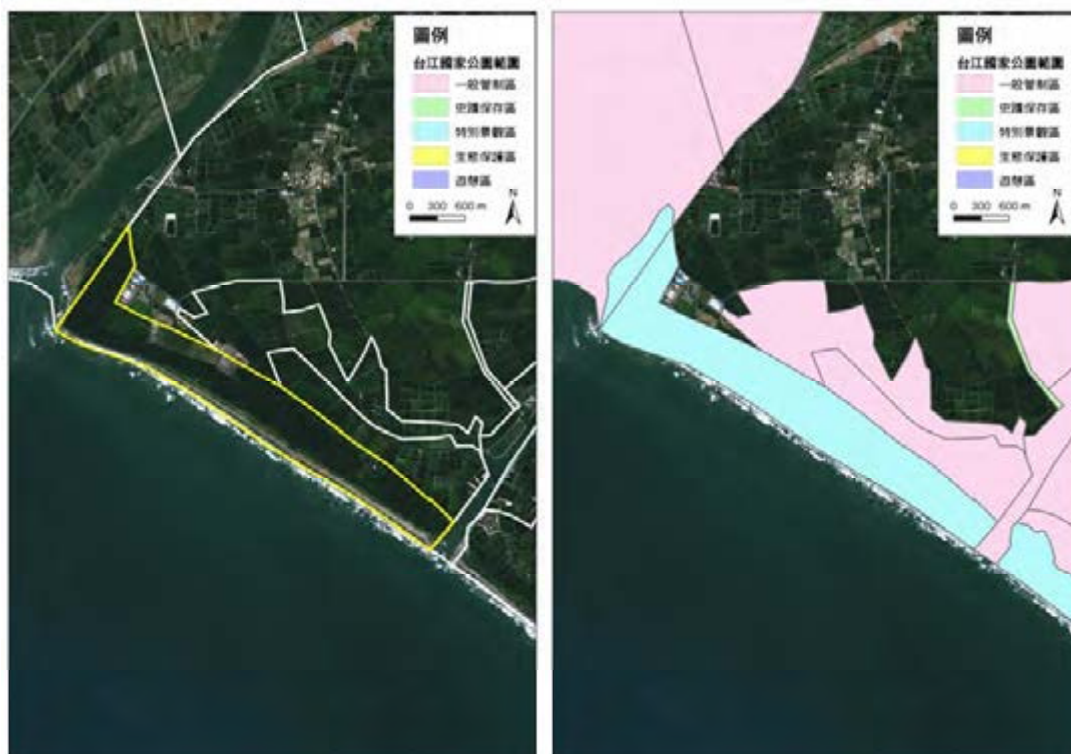 圖例
台江國家公園範圍
一般管制區
史蹟保存區
特別景觀區
生態保護區
遊憩區
0 300 600 m
N
圖例
台江國家公園範圍
一般管制區
史蹟保存區
特別景觀區
生態保護區
遊憩區
0 300 600 m
N